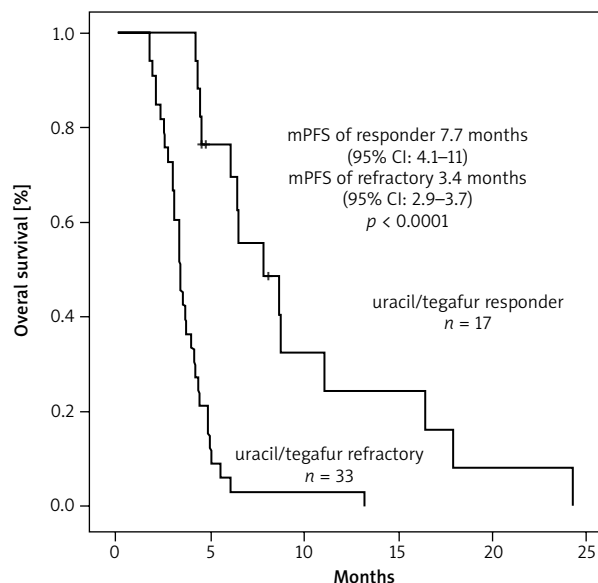 1.0
0.8
0.6
0.4
0.2
0.0
Overal survival [%]
mPFS of responder 7.7 months
(95% CI: 4.1–11)
mPFS of refractory 3.4 months
(95% CI: 2.9–3.7)
p < 0.0001
uracil/tegafur responder
n = 17
uracil/tegafur refractory
n = 33
0 5 10 15 20 25
Months